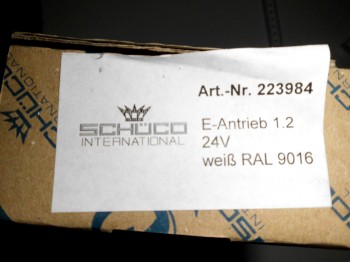 Art.-Nr. 223984
SCHÜCO
INTERNATIONAL
E-Antrieb 1.2
24V
weiß RAL 9016